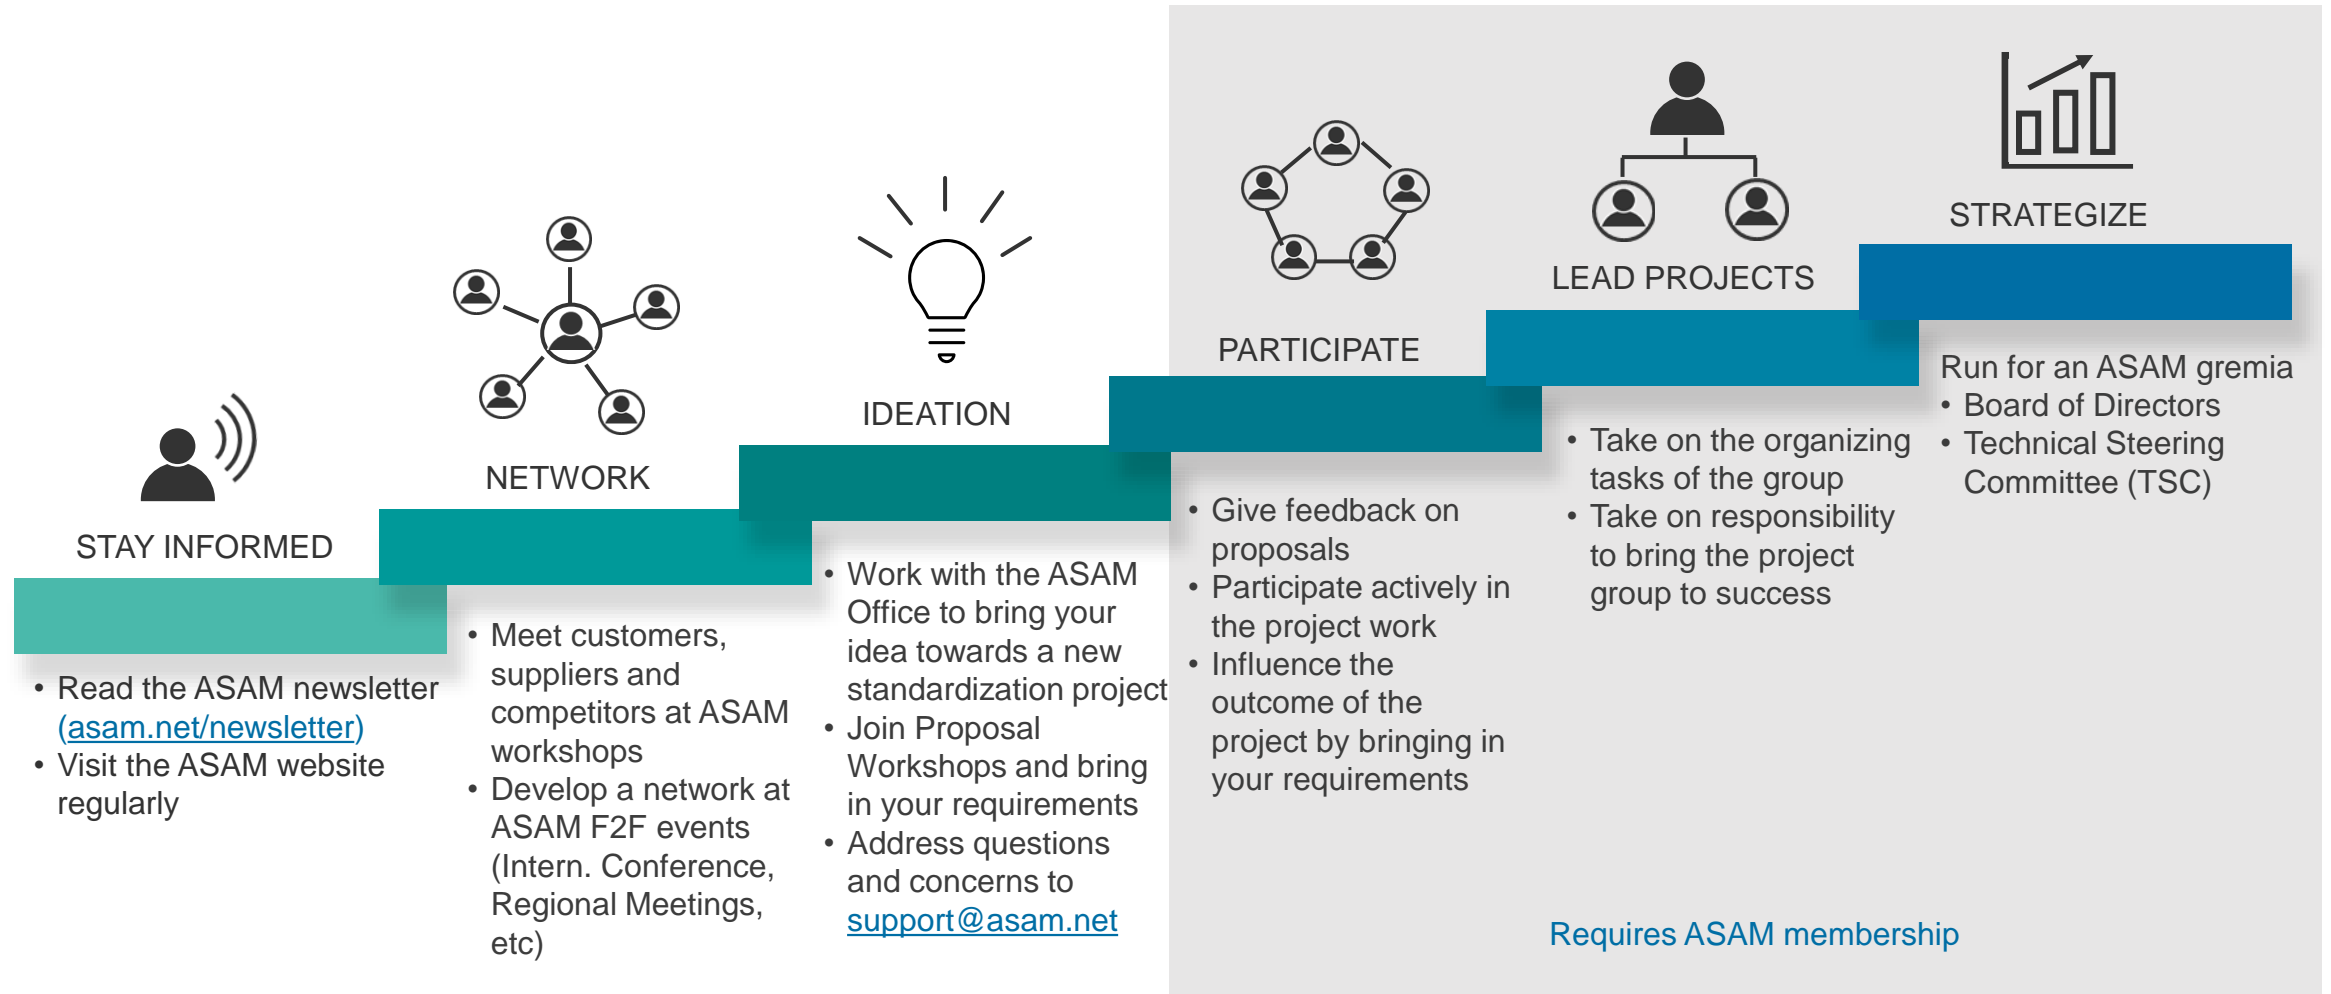 STAY INFORMED
• Read the ASAM newsletter
(asam.net/newsletter)
• Visit the ASAM website
regularly
NETWORK
• Meet customers,
suppliers and
competitors at ASAM
workshops
• Develop a network at
ASAM F2F events
(Intern. Conference,
Regional Meetings,
etc)
IDEATION
• Work with the ASAM
Office to bring your
idea towards a new
standardization project
• Join Proposal
Workshops and bring
in your requirements
• Address questions
and concerns to
support@asam.net
PARTICIPATE
• Give feedback on
proposals
• Participate actively in
the project work
• Influence the
outcome of the
project by bringing in
your requirements
LEAD PROJECTS
• Take on the organizing
tasks of the group
• Take on responsibility
to bring the project
group to success
STRATEGIZE
Run for an ASAM gremia
• Board of Directors
• Technical Steering
Committee (TSC)
Requires ASAM membership